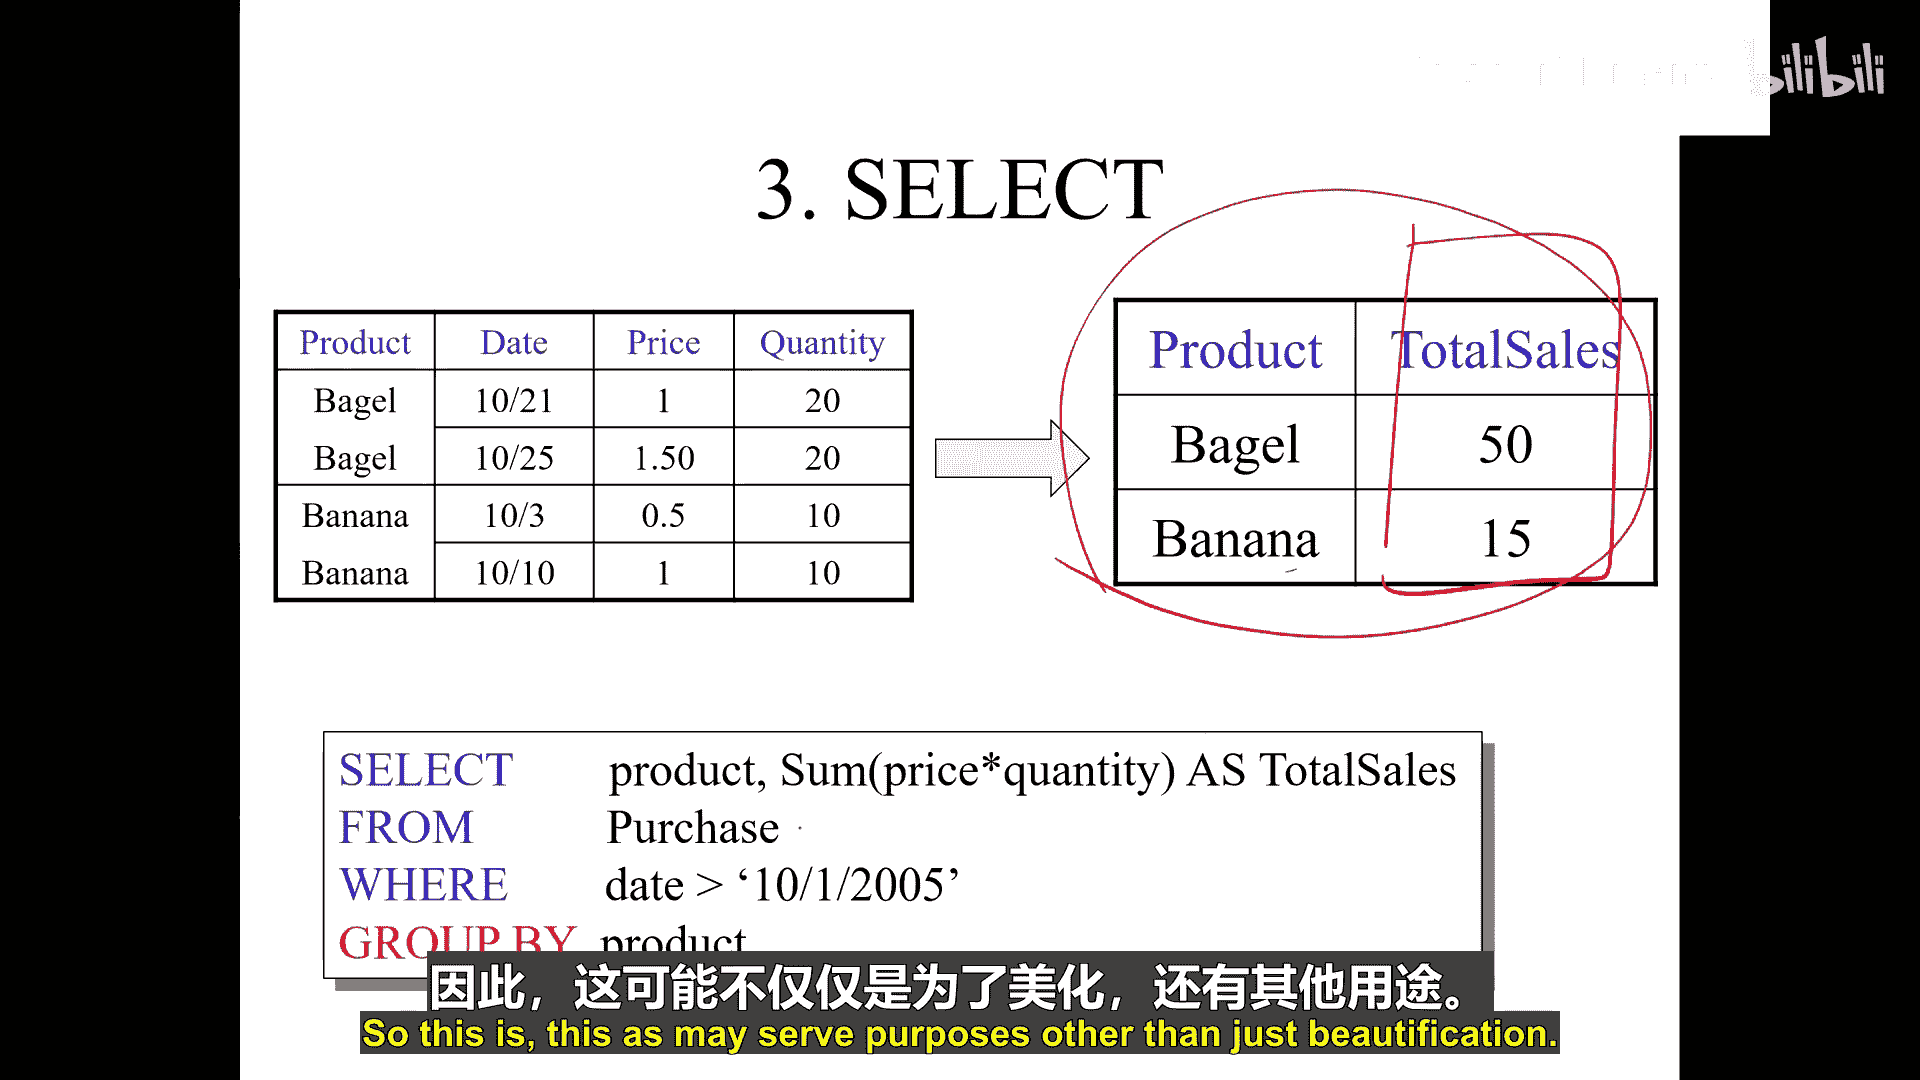 bilibili
3. SELECT
Product Date Price Quantity
Bagel 10/21 1 20
Bagel 10/25 1.50 20
Banana 10/3 0.5 10
Banana 10/10 1 10
Product TotalSales
Bagel 50
Banana 15
SELECT product, Sum(price*quantity) AS TotalSales
FROM Purchase
WHERE date > ‘10/1/2005’
GROUP BY product
因此，这可能不仅仅是为了美化，还有其他用途。
So this is, this as may serve purposes other than just beautification.